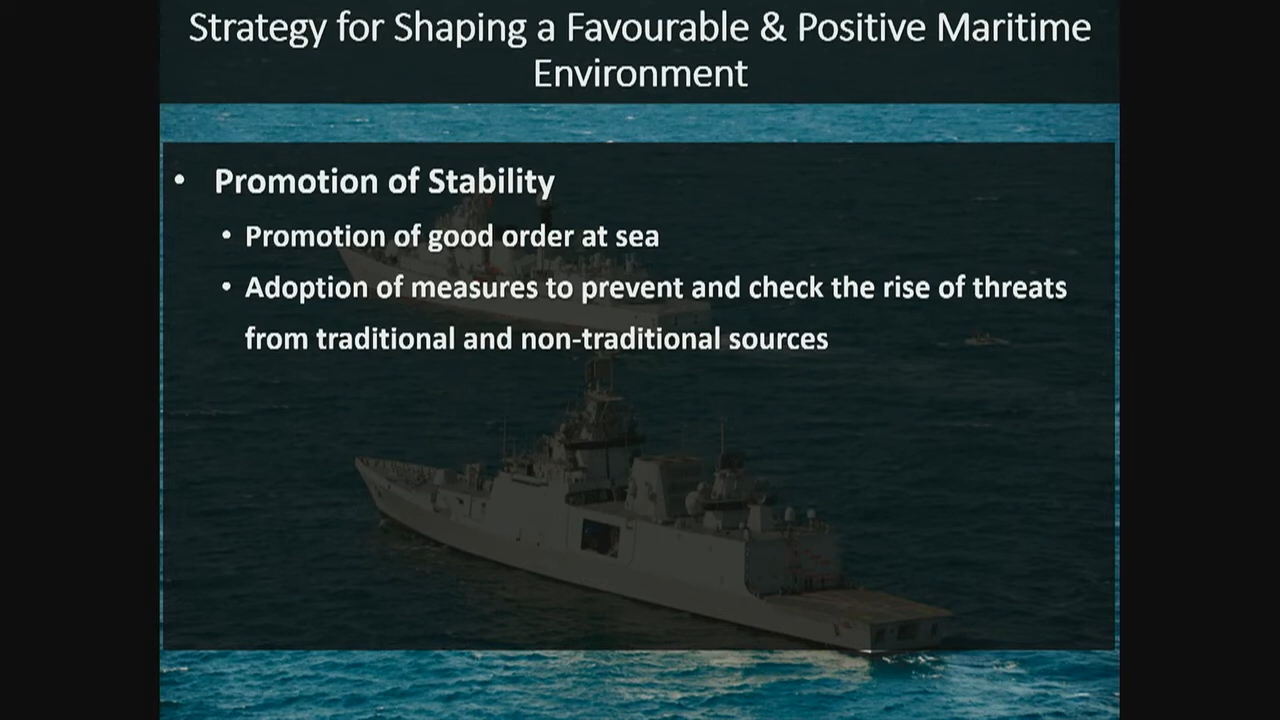 Strategy for Shaping a Favourable & Positive Maritime
Environment
• Promotion of Stability
• Promotion of good order at sea
• Adoption of measures to prevent and check the rise of threats
from traditional and non-traditional sources